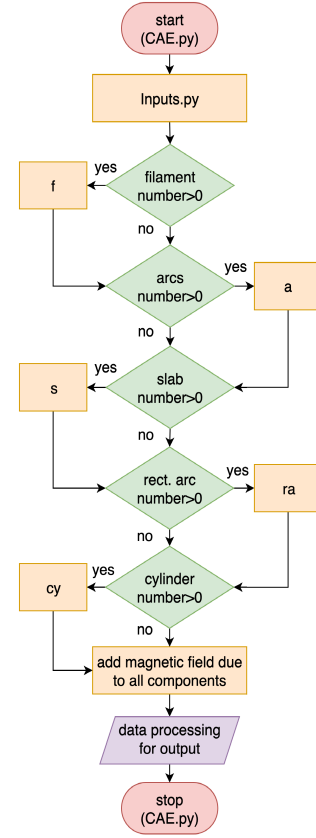 start
(CAE.py)
Inputs.py
filament
number>0
yes
f
no
arcs
number>0
yes
a
no
slab
number>0
yes
s
no
rect. arc
number>0
yes
ra
no
cylinder
number>0
yes
cy
no
add magnetic field due
to all components
data processing
for output
stop
(CAE.py)